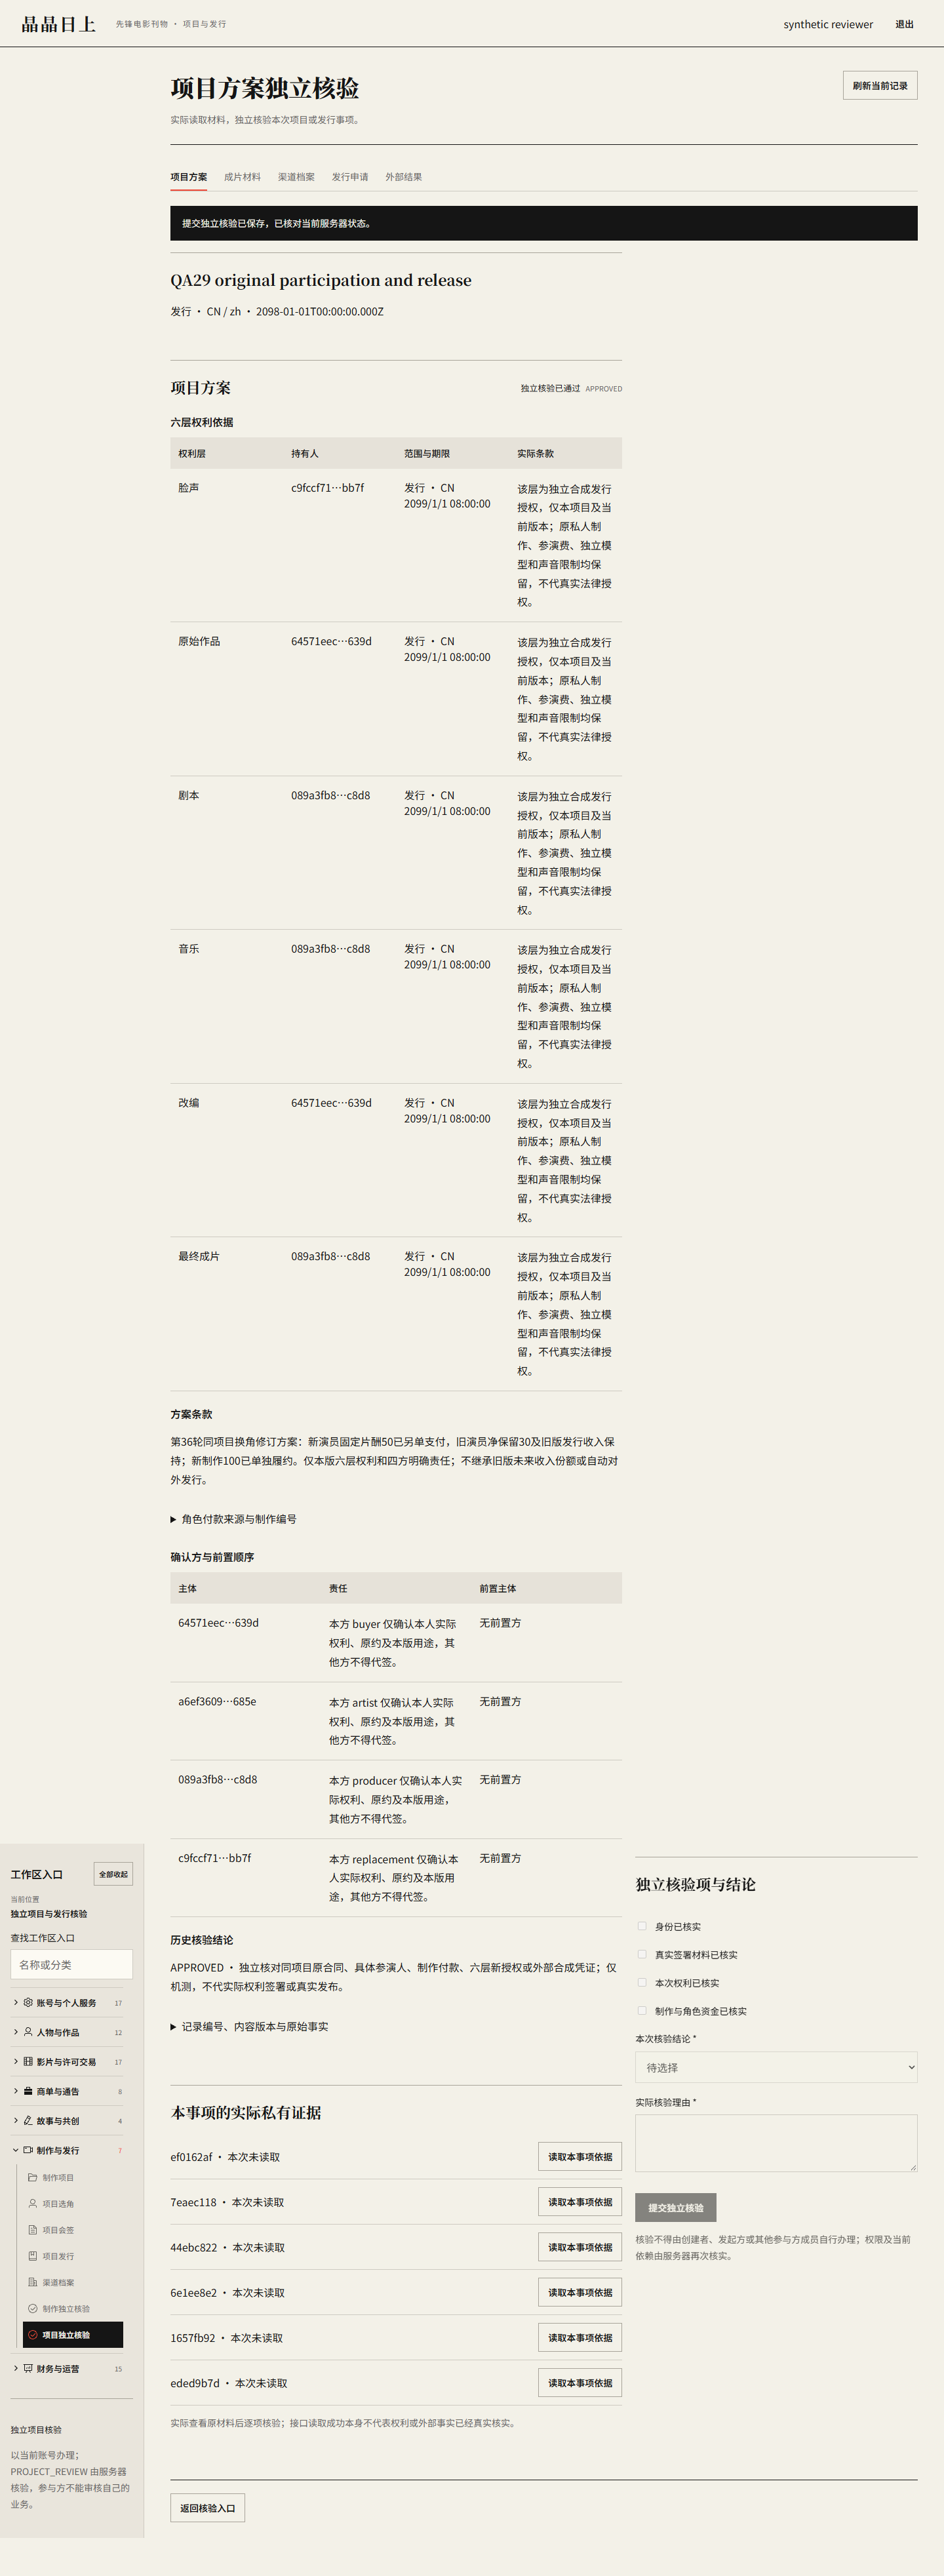 晶晶日上
先锋电影刊物 · 项目与发行
synthetic reviewer
退出
项目方案独立核验
刷新当前记录
实际读取材料，独立核验本次项目或发行事项。
项目方案
成片材料
渠道档案
发行申请
外部结果
提交独立核验已保存，已核对当前服务器状态。
QA29 original participation and release
发行 · CN / zh · 2098-01-01T00:00:00.000Z
项目方案
独立核验已通过 APPROVED
六层权利依据
权利层 持有人 范围与期限 实际条款
脸声
c9fccf71…bb7f
发行 · CN
2099/1/1 08:00:00
该层为独立合成发行
授权，仅本项目及当
前版本；原私人制
作、参演费、独立模
型和声音限制均保
留，不代真实法律授
权。
原始作品
64571eec…639d
发行 · CN
2099/1/1 08:00:00
该层为独立合成发行
授权，仅本项目及当
前版本；原私人制
作、参演费、独立模
型和声音限制均保
留，不代真实法律授
权。
剧本
089a3fb8…c8d8
发行 · CN
2099/1/1 08:00:00
该层为独立合成发行
授权，仅本项目及当
前版本；原私人制
作、参演费、独立模
型和声音限制均保
留，不代真实法律授
权。
音乐
089a3fb8…c8d8
发行 · CN
2099/1/1 08:00:00
该层为独立合成发行
授权，仅本项目及当
前版本；原私人制
作、参演费、独立模
型和声音限制均保
留，不代真实法律授
权。
改编
64571eec…639d
发行 · CN
2099/1/1 08:00:00
该层为独立合成发行
授权，仅本项目及当
前版本；原私人制
作、参演费、独立模
型和声音限制均保
留，不代真实法律授
权。
最终成片
089a3fb8…c8d8
发行 · CN
2099/1/1 08:00:00
该层为独立合成发行
授权，仅本项目及当
前版本；原私人制
作、参演费、独立模
型和声音限制均保
留，不代真实法律授
权。
方案条款
第36轮同项目换角修订方案：新演员固定片酬50已另单支付，旧演员净保留30及旧版发行收入保
持；新制作100已单独履约。仅本版六层权利和四方明确责任；不继承旧版未来收入份额或自动对
外发行。
角色付款来源与制作编号
确认方与前置顺序
主体 责任 前置主体
64571eec…639d
本方 buyer 仅确认本人实际
权利、原约及本版用途，其
他方不得代签。
无前置方
a6ef3609…685e
本方 artist 仅确认本人实际
权利、原约及本版用途，其
他方不得代签。
无前置方
089a3fb8…c8d8
本方 producer 仅确认本人实
际权利、原约及本版用途，
其他方不得代签。
无前置方
c9fccf71…bb7f
本方 replacement 仅确认本
人实际权利、原约及本版用
途，其他方不得代签。
无前置方
历史核验结论
APPROVED · 独立核对同项目原合同、具体参演人、制作付款、六层新授权或外部合成凭证；仅
机测，不代实际权利签署或真实发布。
记录编号、内容版本与原始事实
本事项的实际私有证据
ef0162af · 本次未读取
读取本事项依据
7eaec118 · 本次未读取
读取本事项依据
44ebc822 · 本次未读取
读取本事项依据
6e1ee8e2 · 本次未读取
读取本事项依据
1657fb92 · 本次未读取
读取本事项依据
eded9b7d · 本次未读取
读取本事项依据
实际查看原材料后逐项核验；接口读取成功本身不代表权利或外部事实已经真实核实。
返回核验入口
独立核验项与结论
身份已核实
真实签署材料已核实
本次权利已核实
制作与角色资金已核实
本次核验结论 *
待选择
实际核验理由 *
提交独立核验
核验不得由创建者、发起方或其他参与方成员自行办理；权限及当前
依赖由服务器再次核实。
工作区入口
全部收起
当前位置
独立项目与发行核验
查找工作区入口
名称或分类
账号与个人服务 17
人物与作品 12
影片与许可交易 17
商单与通告 8
故事与共创 4
制作与发行 7
制作项目
项目选角
项目会签
项目发行
渠道档案
制作独立核验
项目独立核验
财务与运营 15
独立项目核验
以当前账号办理；
PROJECT_REVIEW 由服务器
核验，参与方不能审核自己的
业务。